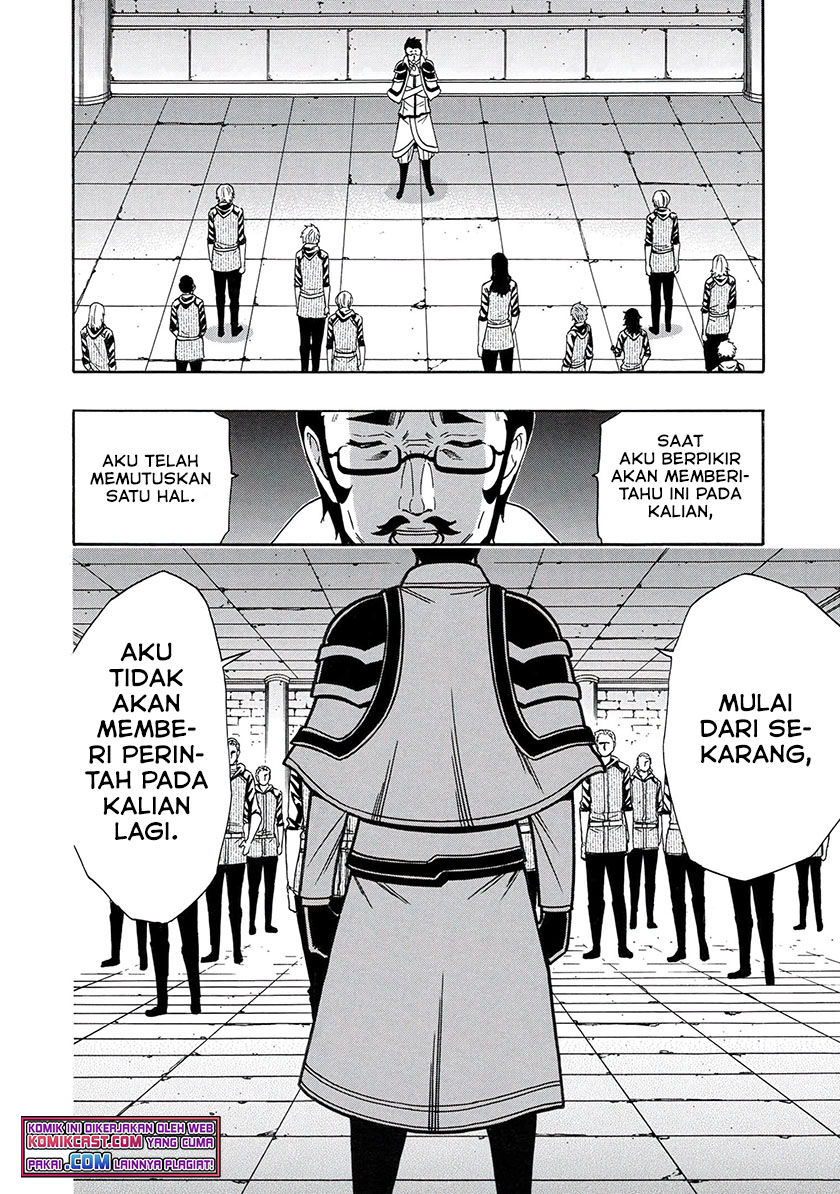 SAAT
AKU BERPIKIR
AKAN MEMBERI-
TAHU INI PADA
KALIAN,
AKU TELAH
MEMUTUSKAN
SATU HAL.
MULAI
DARI SE-
KARANG,
AKU
TIDAK
AKAN
MEMBE-
RI PERIN-
TAH PADA
KALIAN
LAGI.
KOMIK INI DIKERJAKAN OLEH WEB
KOMIKCAST.COM YANG CUMA
PAKAI .COM LAINNYA PLAGIAT!